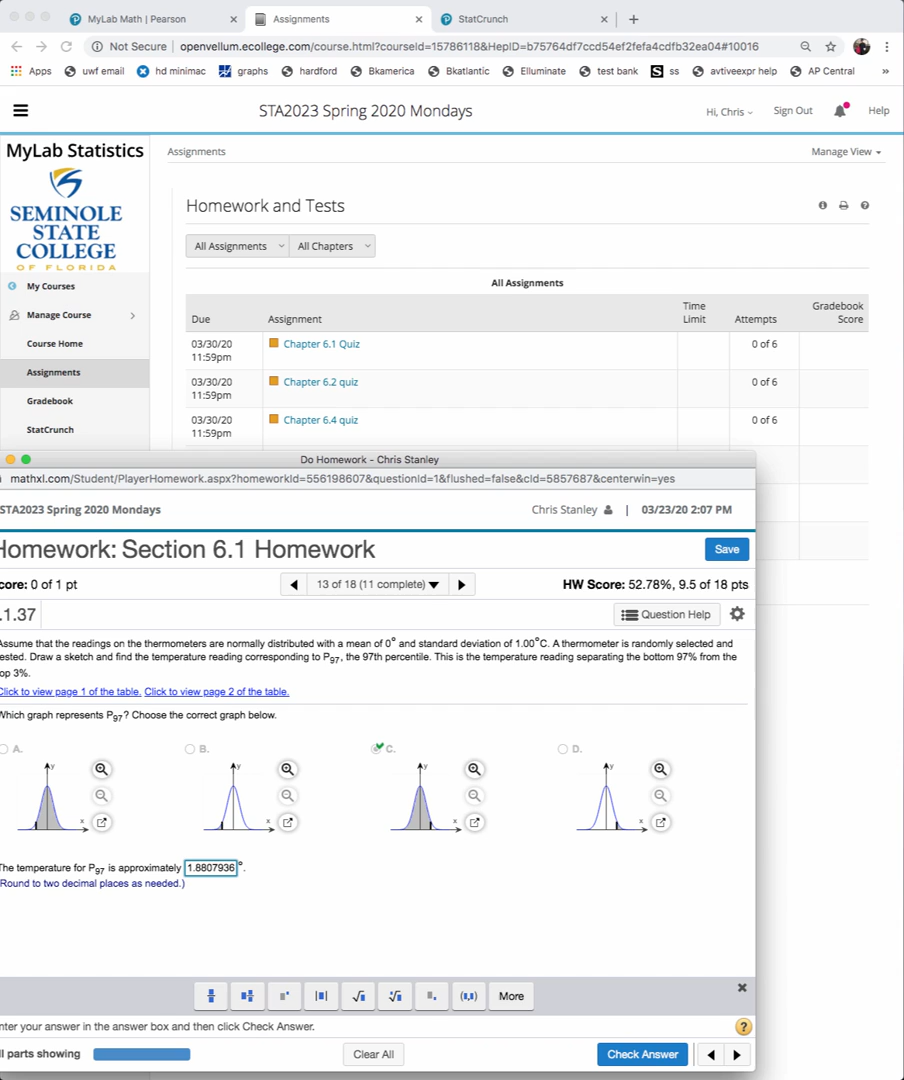 MyLab Math | Pearson
Assignments
StatCrunch
Not Secure | openvellum.ecollege.com/course.html?courseId=15786118&HepID=b75764df7ccd54ef2fefa4cdfb32ea04#10016
Apps uwf email hd minimac graphs hardford Bkamerica Bkatlantic Elluminate test bank S ss avtiveexpr help AP Central »
STA2023 Spring 2020 Mondays
Hi, Chris Sign Out Help
MyLab Statistics
SEMINOLE
STATE
COLLEGE
OF FLORIDA
My Courses
Manage Course
Course Home
Assignments
Gradebook
StatCrunch
Assignments
Manage View
Homework and Tests
All Assignments All Chapters
All Assignments
Due Assignment Time Limit Attempts Gradebook Score
03/30/20 11:59pm Chapter 6.1 Quiz 0 of 6
03/30/20 11:59pm Chapter 6.2 quiz 0 of 6
03/30/20 11:59pm Chapter 6.4 quiz 0 of 6
Do Homework - Chris Stanley
mathxl.com/Student/PlayerHomework.aspx?homeworkId=556198607&questionId=1&flushed=false&cId=5857687&centerwin=yes
STA2023 Spring 2020 Mondays
Chris Stanley | 03/23/20 2:07 PM
Homework: Section 6.1 Homework
Save
core: 0 of 1 pt
13 of 18 (11 complete)
HW Score: 52.78%, 9.5 of 18 pts
.1.37
Question Help
Assume that the readings on the thermometers are normally distributed with a mean of 0° and standard deviation of 1.00°C. A thermometer is randomly selected and
ested. Draw a sketch and find the temperature reading corresponding to P97, the 97th percentile. This is the temperature reading separating the bottom 97% from the
op 3%.
Click to view page 1 of the table. Click to view page 2 of the table.
Which graph represents P97? Choose the correct graph below.
A. B. C. D.
y x y x y x y x
The temperature for P97 is approximately 1.8807936 °.
Round to two decimal places as needed.)
More
nter your answer in the answer box and then click Check Answer.
?
ll parts showing
Clear All
Check Answer